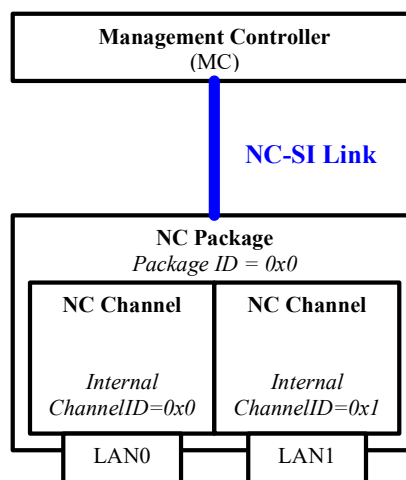 Management Controller
(MC)
NC-SI Link
NC Package
Package ID = 0x0
NC Channel
NC Channel
Internal
ChannelID=0x0
Internal
ChannelID=0x1
LAN0
LAN1